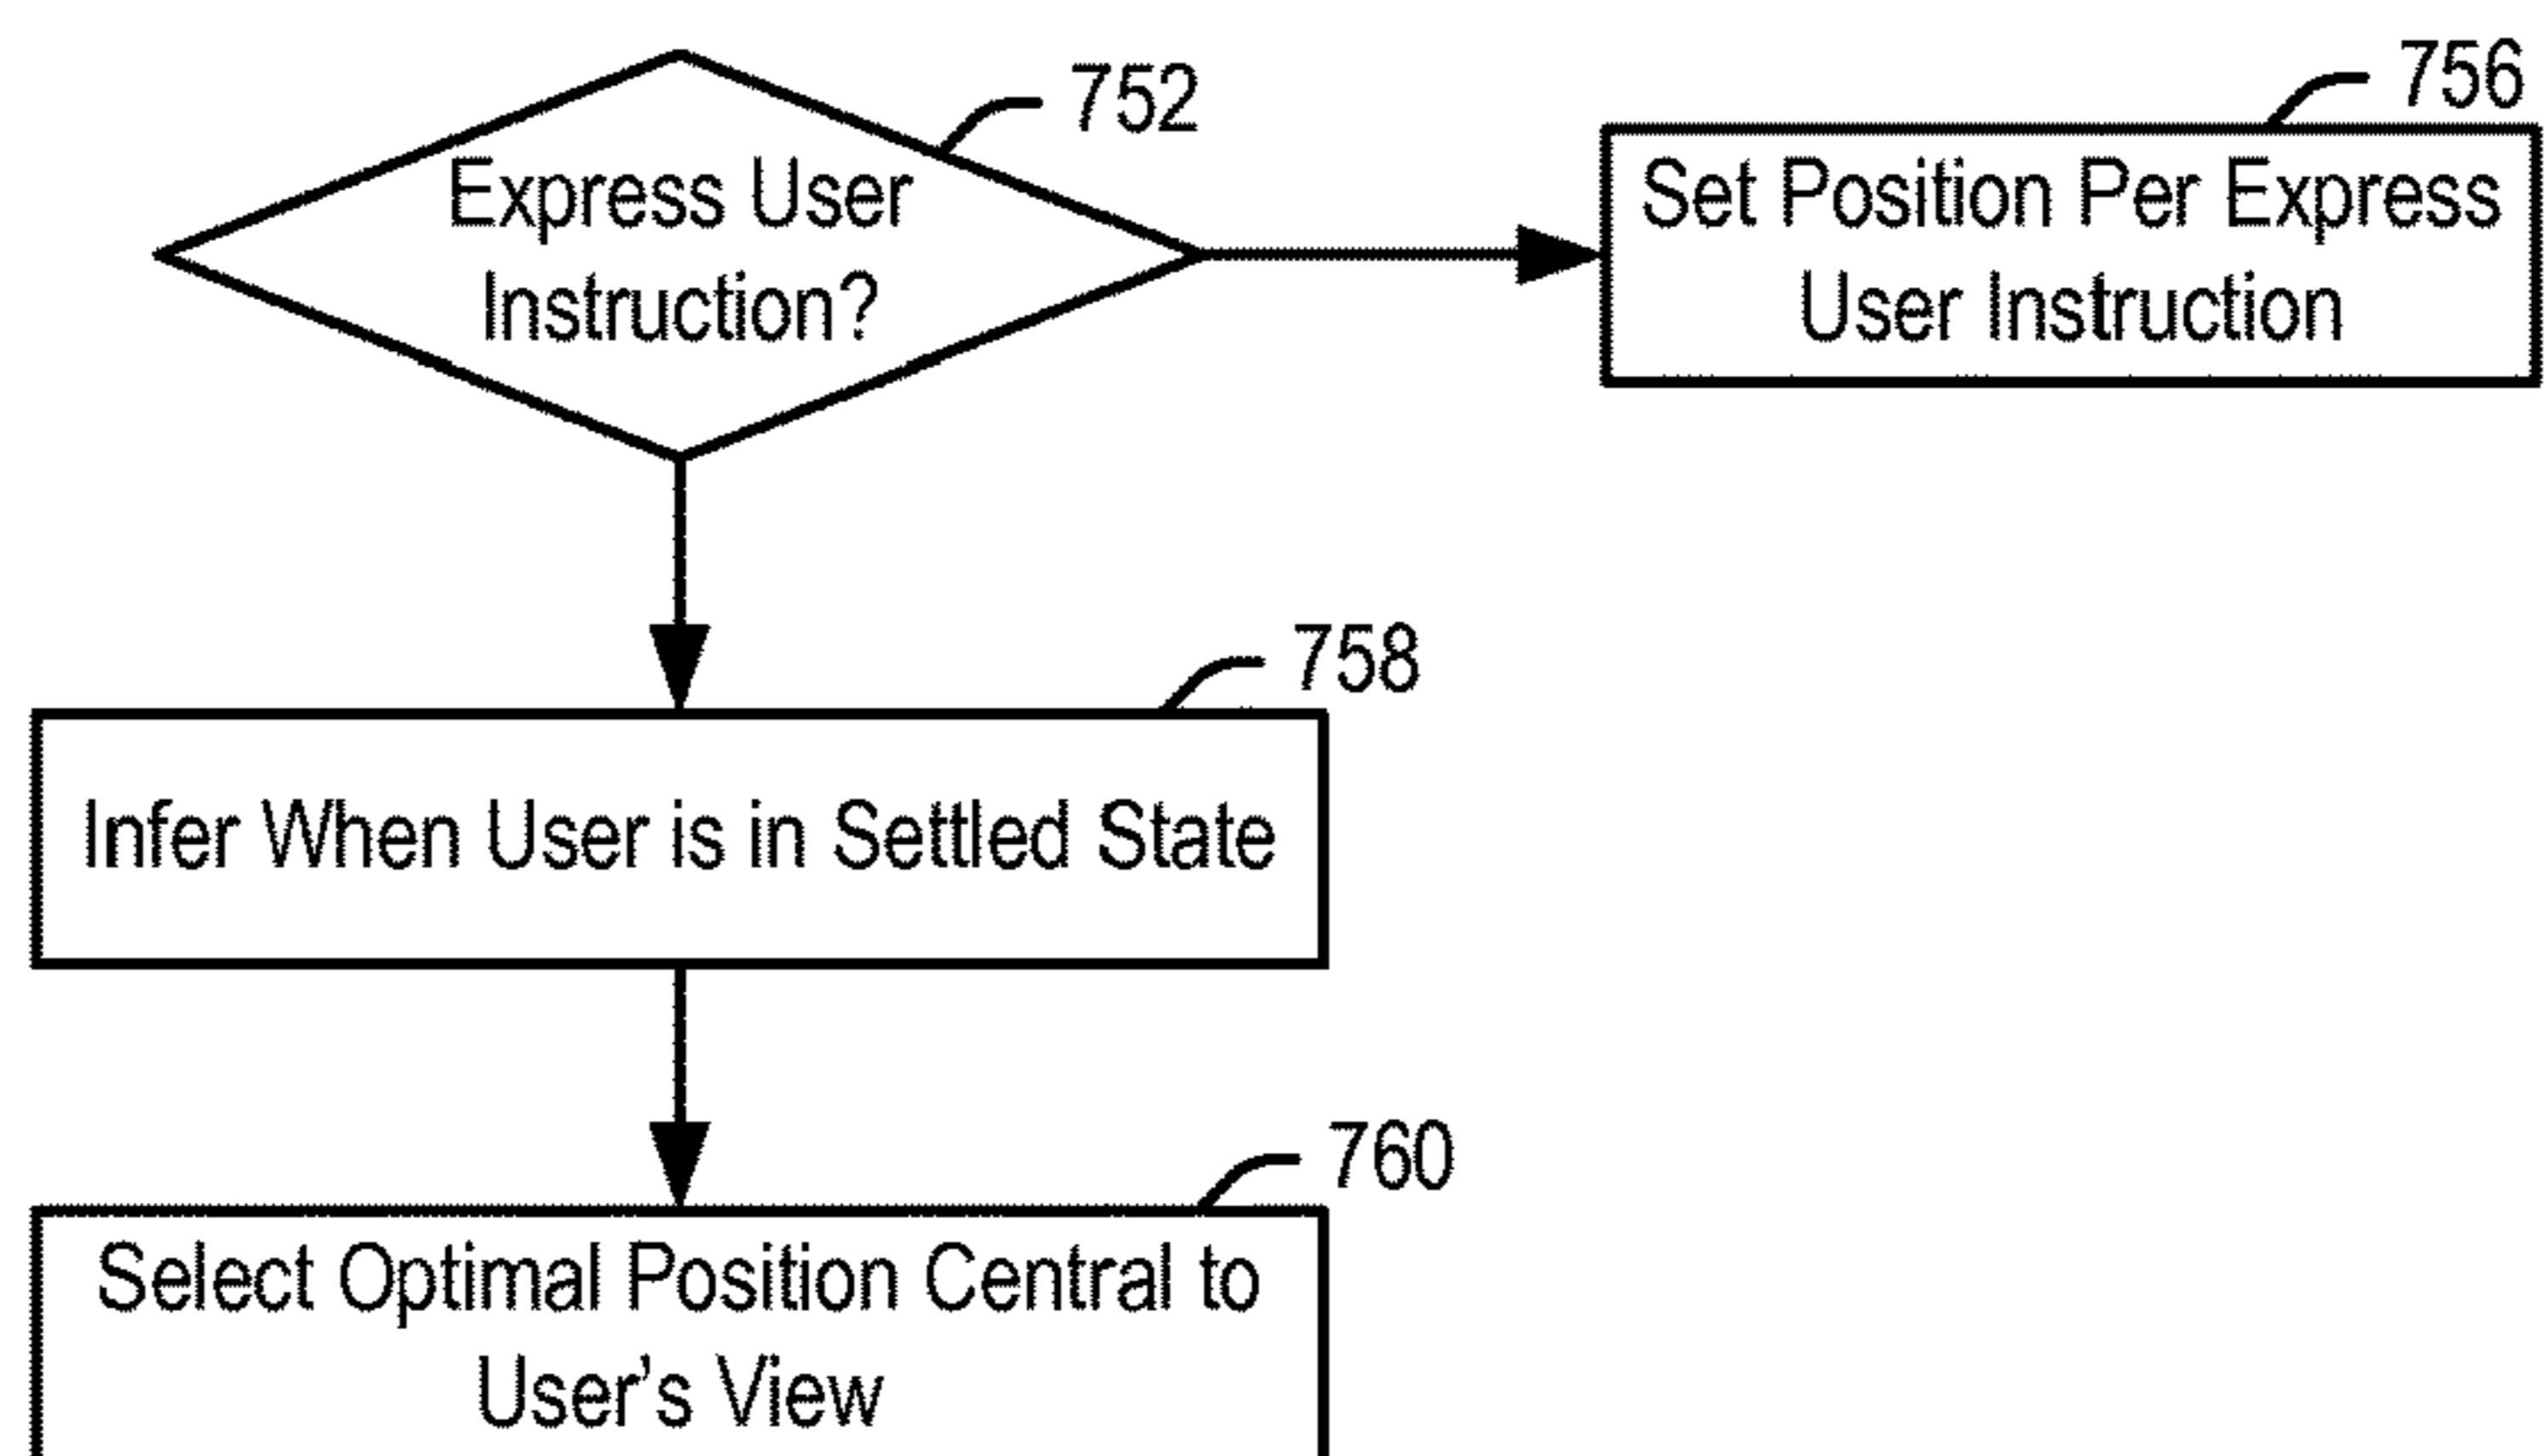 752
Express User
Instruction?
756
Set Position Per Express
User Instruction
758
Infer When User is in Settled State
760
Select Optimal Position Central to
User's View